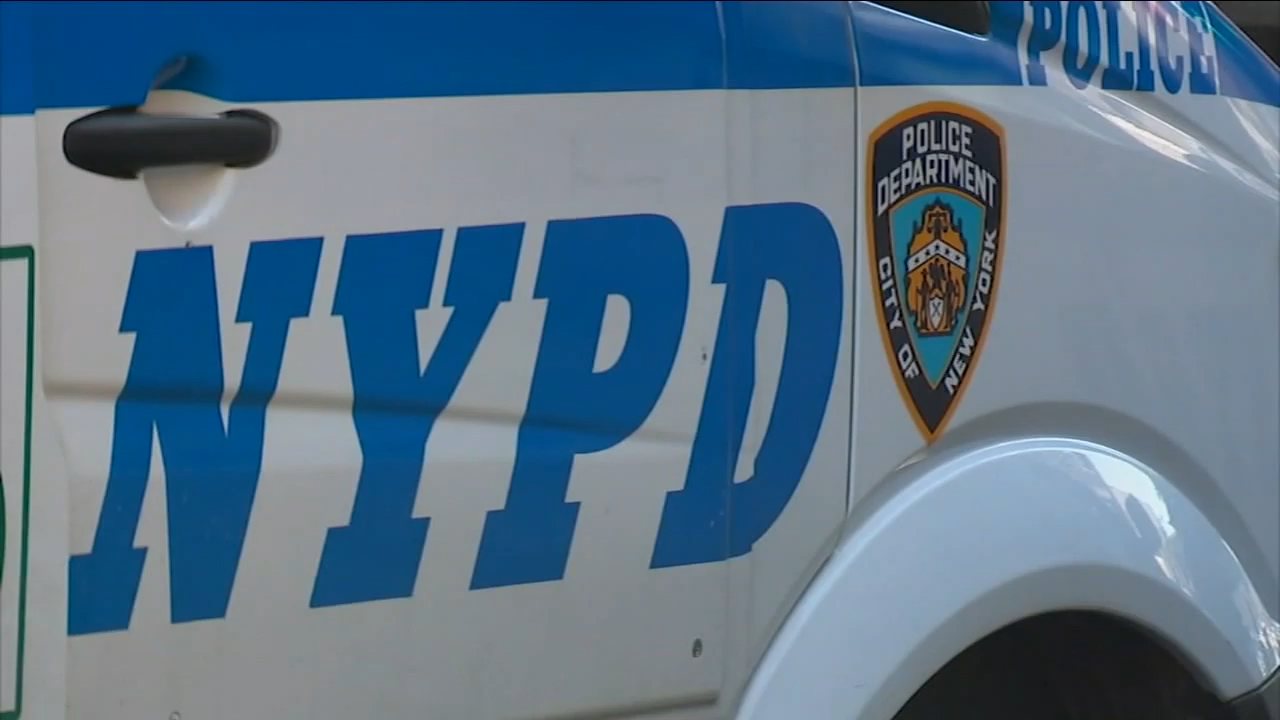 POLICE
NYPD
POLICE
DEPARTMENT
CITY OF
NEW YORK